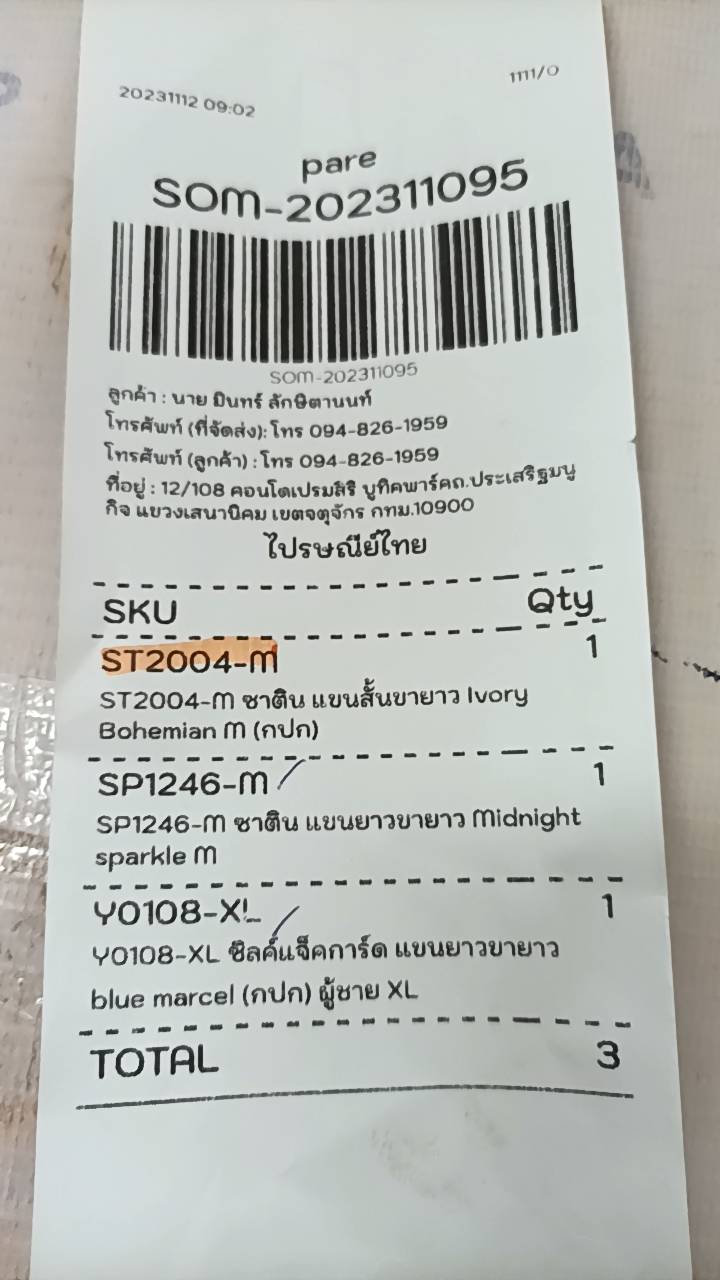 20231112 09:02
1111/0
pare
SOM-202311095
SOM-202311095
ลูกค้า : นาย มินทร์ ลักษิตานนท์
โทรศัพท์ (ที่จัดส่ง): โทร 094-826-1959
โทรศัพท์ (ลูกค้า) : โทร 094-826-1959
ที่อยู่ : 12/108 คอนโดเปรมสิริ บูทิคพาร์คถ.ประเสริฐมนู
กิจ แขวงเสนานิคม เขตจตุจักร กทม.10900
ไปรษณีย์ไทย
SKU Qty
ST2004-M 1
ST2004-M ซาติน แขนสั้นขายาว Ivory
Bohemian M (กปก)
SP1246-M 1
SP1246-M ซาติน แขนยาวขายาว Midnight
sparkle M
Y0108-XL 1
Y0108-XL ซิลค์แจ็คการ์ด แขนยาวขายาว
blue marcel (กปก) ผู้ชาย XL
TOTAL 3